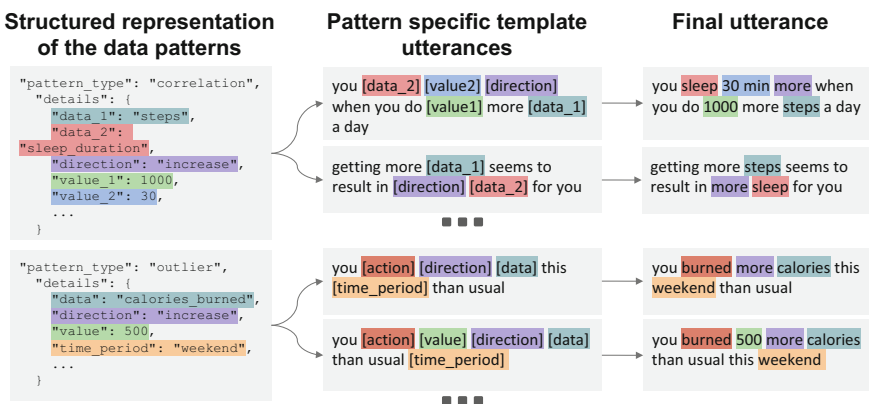 Structured representation
of the data patterns
"pattern_type": "correlation",
"details": {
"data_1": "steps",
"data_2":
"sleep_duration",
"direction": "increase",
"value_1": 1000,
"value_2": 30,
...
}
"pattern_type": "outlier",
"details": {
"data": "calories_burned",
"direction": "increase",
"value": 500,
"time_period": "weekend",
...
}
Pattern specific template
utterances
you [data_2] [value2] [direction]
when you do [value1] more [data_1]
a day
getting more [data_1] seems to
result in [direction] [data_2] for you
you [action] [direction] [data] this
[time_period] than usual
you [action] [value] [direction] [data]
than usual [time_period]
Final utterance
you sleep 30 min more when
you do 1000 more steps a day
getting more steps seems to
result in more sleep for you
you burned more calories this
weekend than usual
you burned 500 more calories
than usual this weekend